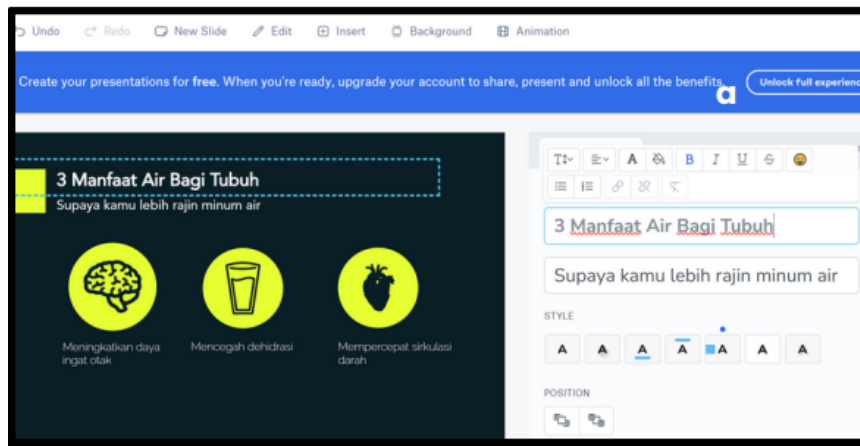 Undo Redo New Slide Edit Insert Background Animation
Create your presentations for free. When you're ready, upgrade your account to share, present and unlock all the benefits.
Unlock full experience
a
3 Manfaat Air Bagi Tubuh
Supaya kamu lebih rajin minum air
Meningkatkan daya
ingat otak
Mencegah dehidrasi
Mempercepat sirkulasi
darah
T A B I U S
3 Manfaat Air Bagi Tubuh
Supaya kamu lebih rajin minum air
STYLE
A A A A A A A
POSITION